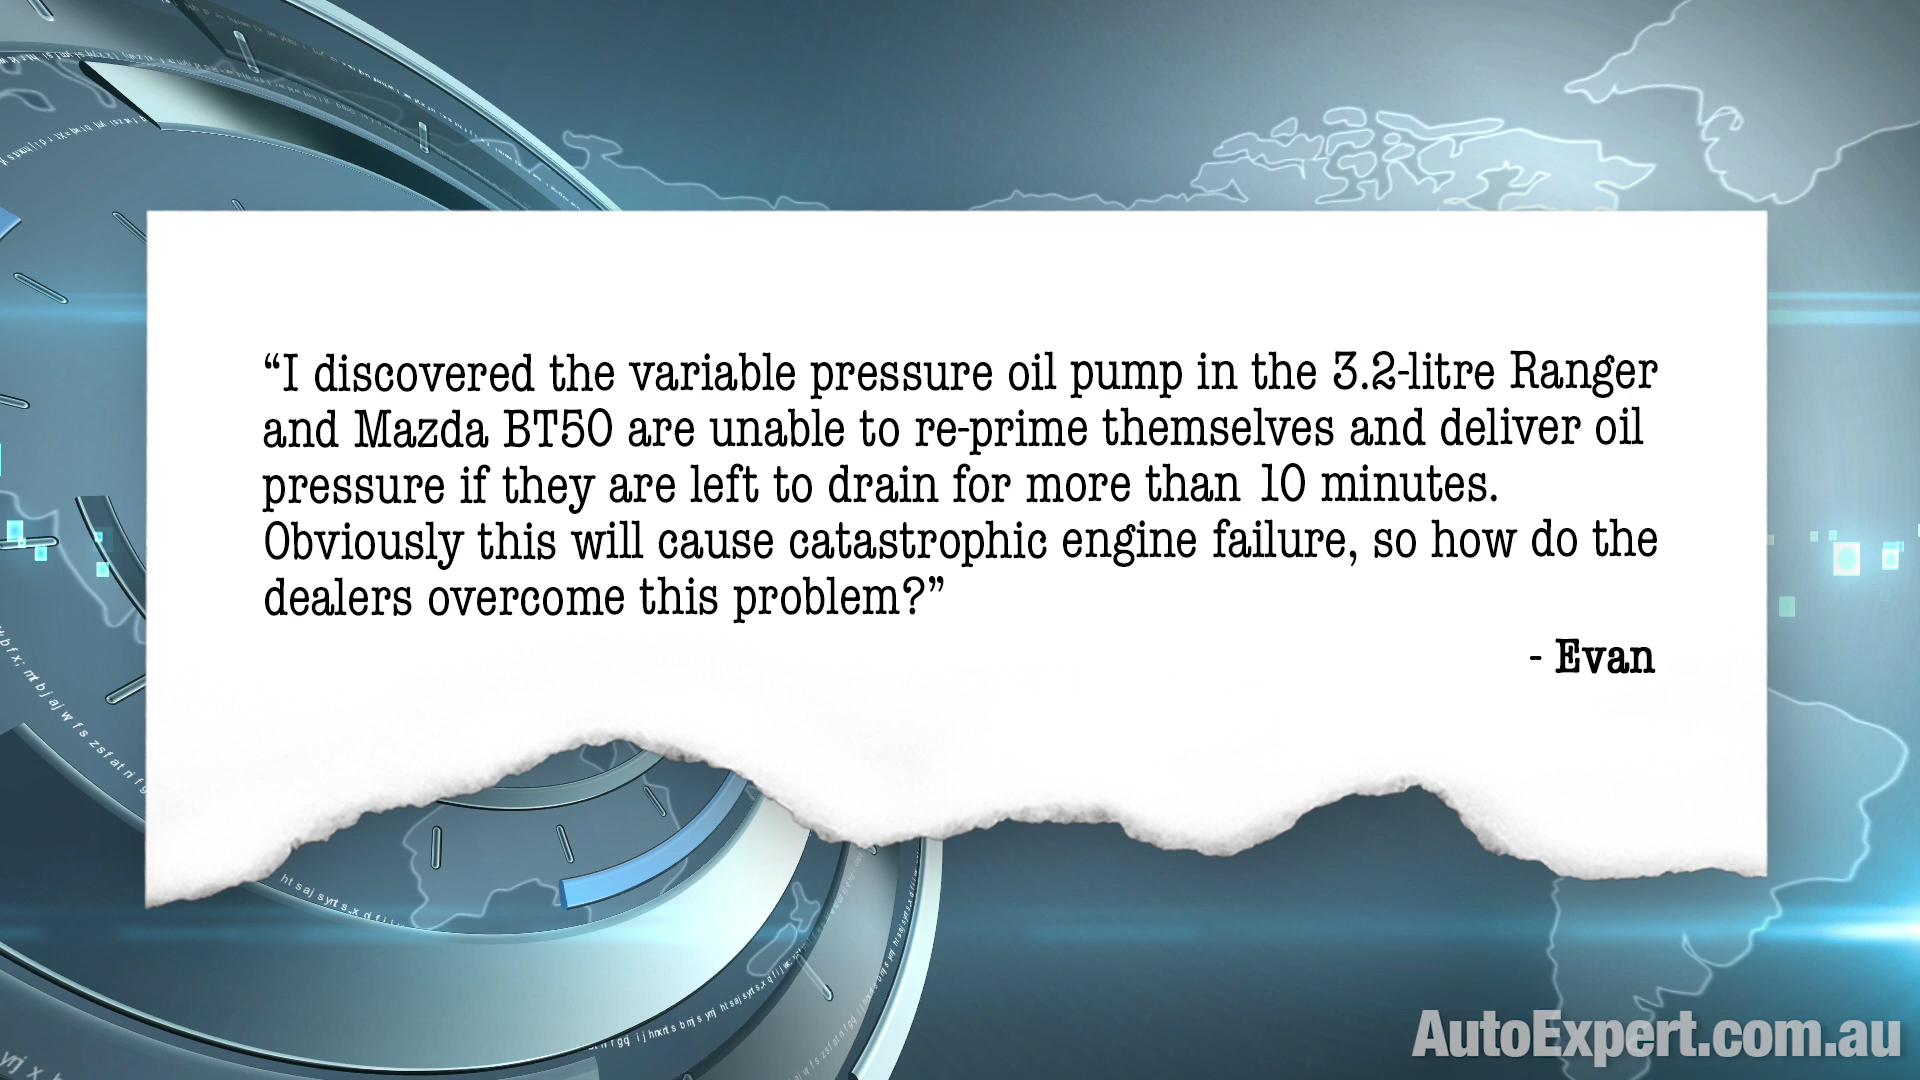 “I discovered the variable pressure oil pump in the 3.2-litre Ranger
and Mazda BT50 are unable to re-prime themselves and deliver oil
pressure if they are left to drain for more than 10 minutes.
Obviously this will cause catastrophic engine failure, so how do the
dealers overcome this problem?”
- Evan
AutoExpert.com.au